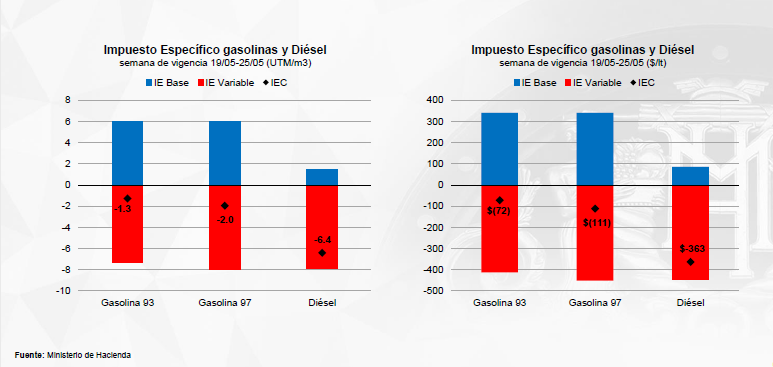 Impuesto Específico gasolinas y Diésel
semana de vigencia 19/05-25/05 (UTM/m3)
IE Base IE Variable IEC
8
6
4
2
0
-2
-4
-6
-8
-10
-1.3
-2.0
-6.4
Gasolina 93 Gasolina 97 Diésel
Impuesto Específico gasolinas y Diésel
semana de vigencia 19/05-25/05 ($/lt)
IE Base IE Variable IEC
400
300
200
100
0
-100
-200
-300
-400
-500
$(72)
$(111)
$-363
Gasolina 93 Gasolina 97 Diésel
Fuente: Ministerio de Hacienda